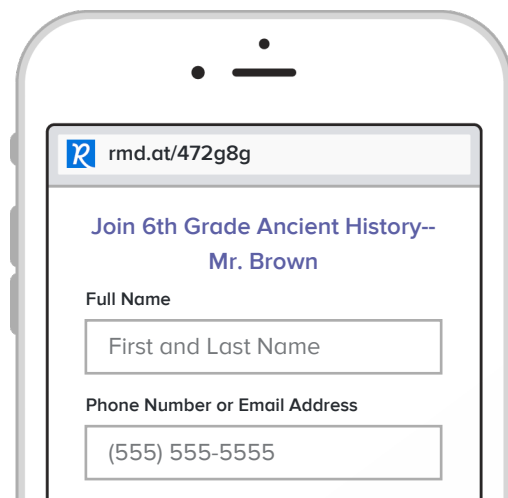 rmd.at/472g8g
Join 6th Grade Ancient History--
Mr. Brown
Full Name
First and Last Name
Phone Number or Email Address
(555) 555-5555